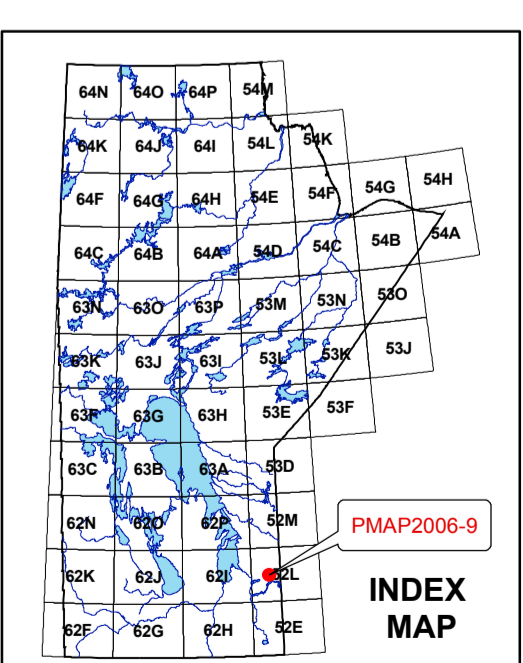 64N 64O 64P 54M
64K 64J 64I 54L 54K
64F 64G 64H 54E 54F 54G 54H
64C 64B 64A 54D 54C 54B 54A
63N 63O 63P 53M 53N 53O
63K 63J 63I 53L 53K 53J
63F 63G 63H 53E 53F
63C 63B 63A 53D
62N 62O 62P 52M
PMAP2006-9
62K 62J 62I 52L
INDEX
MAP
62F 62G 62H 52E